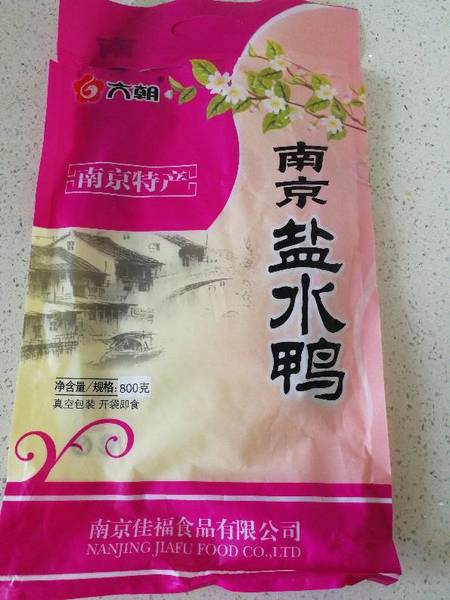 六朝®
南京特产
南京
盐水鸭
净含量/规格:800克
真空包装 开袋即食
南京佳福食品有限公司
NANJING JIAFU FOOD CO.,LTD